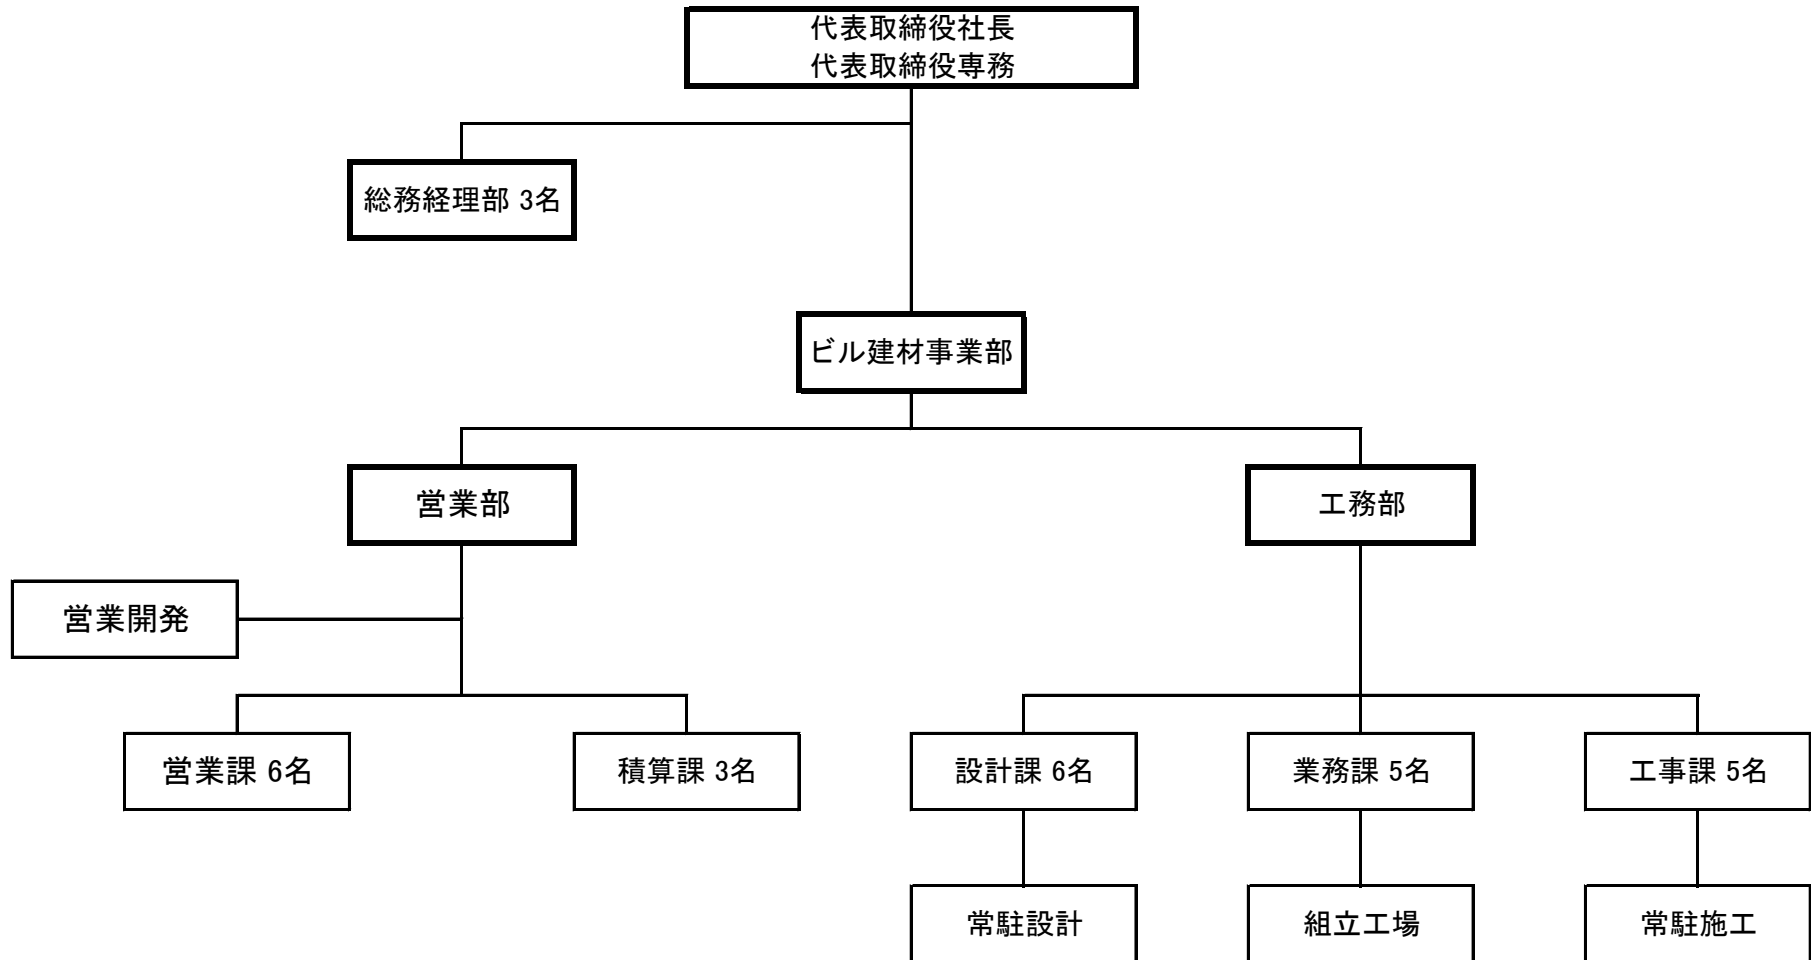 代表取締役社長
代表取締役専務
総務経理部 3名
ビル建材事業部
営業部
工務部
営業開発
営業課 6名
積算課 3名
設計課 6名
業務課 5名
工事課 5名
常駐設計
組立工場
常駐施工